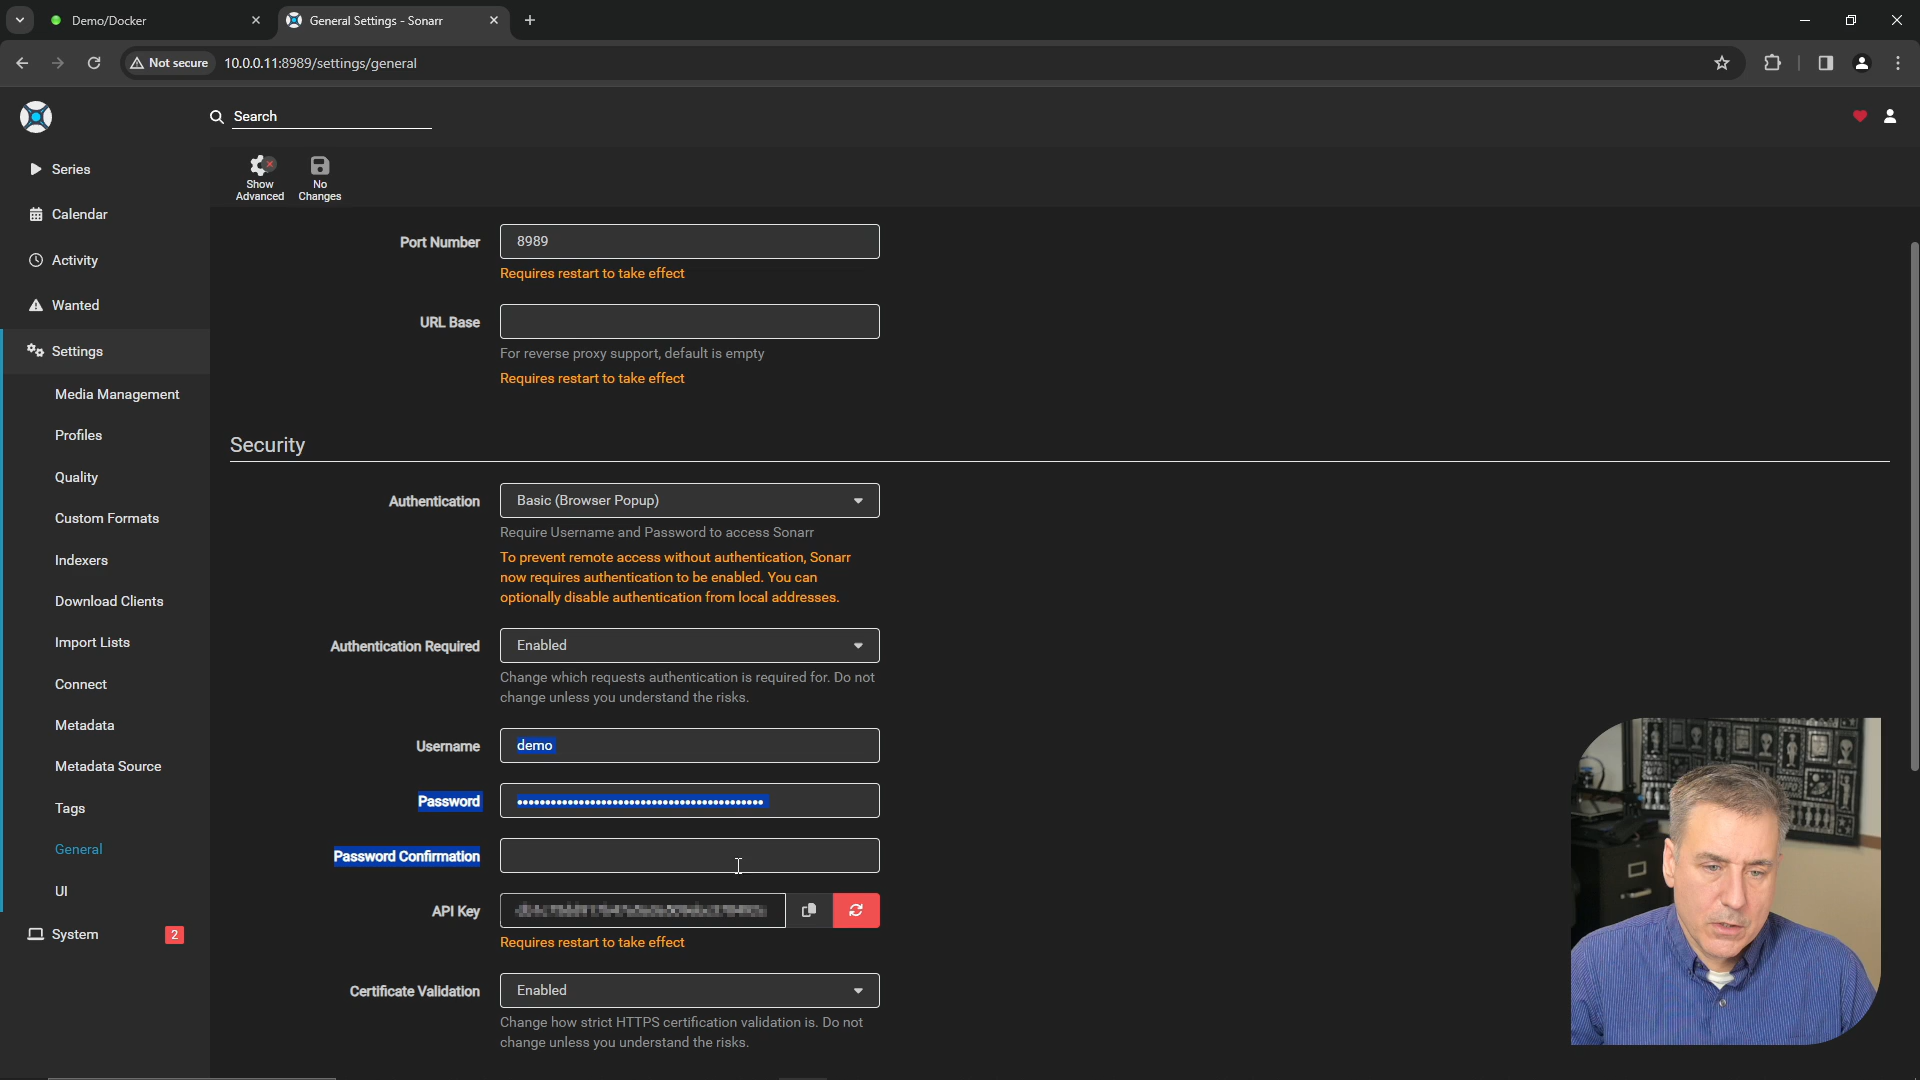 Demo/Docker
General Settings - Sonarr
Not secure
10.0.0.11:8989/settings/general
Search
Series
Calendar
Activity
Wanted
Settings
Media Management
Profiles
Quality
Custom Formats
Indexers
Download Clients
Import Lists
Connect
Metadata
Metadata Source
Tags
General
UI
System
2
Show
Advanced
No
Changes
Port Number
8989
Requires restart to take effect
URL Base
For reverse proxy support, default is empty
Requires restart to take effect
Security
Authentication
Basic (Browser Popup)
Require Username and Password to access Sonarr
To prevent remote access without authentication, Sonarr
now requires authentication to be enabled. You can
optionally disable authentication from local addresses.
Authentication Required
Enabled
Change which requests authentication is required for. Do not
change unless you understand the risks.
Username
demo
Password
Password Confirmation
API Key
Requires restart to take effect
Certificate Validation
Enabled
Change how strict HTTPS certification validation is. Do not
change unless you understand the risks.